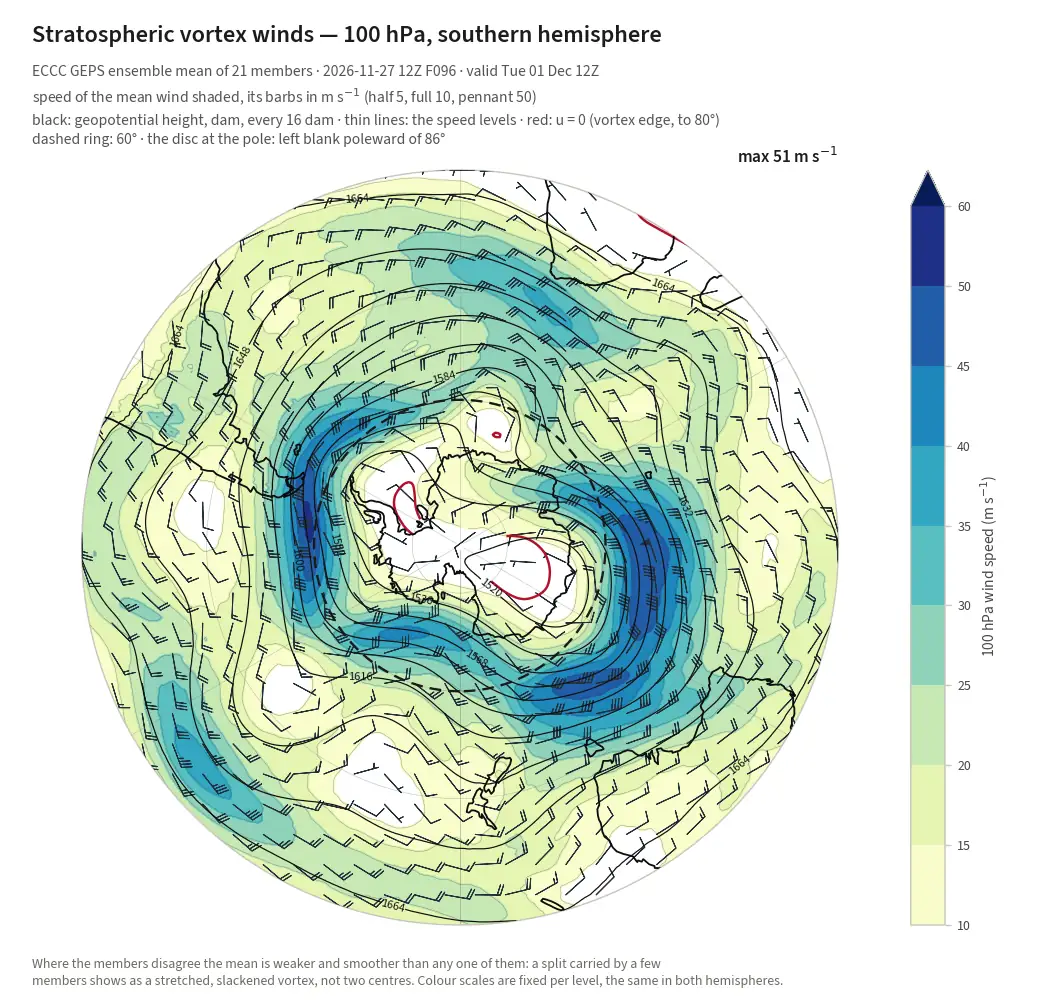 Stratospheric vortex winds — 100 hPa, southern hemisphere
ECCC GEPS ensemble mean of 21 members · 2026-11-27 12Z F096 · valid Tue 01 Dec 12Z
speed of the mean wind shaded, its barbs in m s⁻¹ (half 5, full 10, pennant 50)
black: geopotential height, dam, every 16 dam · thin lines: the speed levels · red: u = 0 (vortex edge, to 80°)
dashed ring: 60° · the disc at the pole: left blank poleward of 86°
max 51 m s⁻¹
1664
1664
1664
1648
1584
1632
1600
1520
1520
1568
1616
1664
1664
60
50
45
40
35
30
25
20
15
10
100 hPa wind speed (m s⁻¹)
Where the members disagree the mean is weaker and smoother than any one of them: a split carried by a few
members shows as a stretched, slackened vortex, not two centres. Colour scales are fixed per level, the same in both hemispheres.